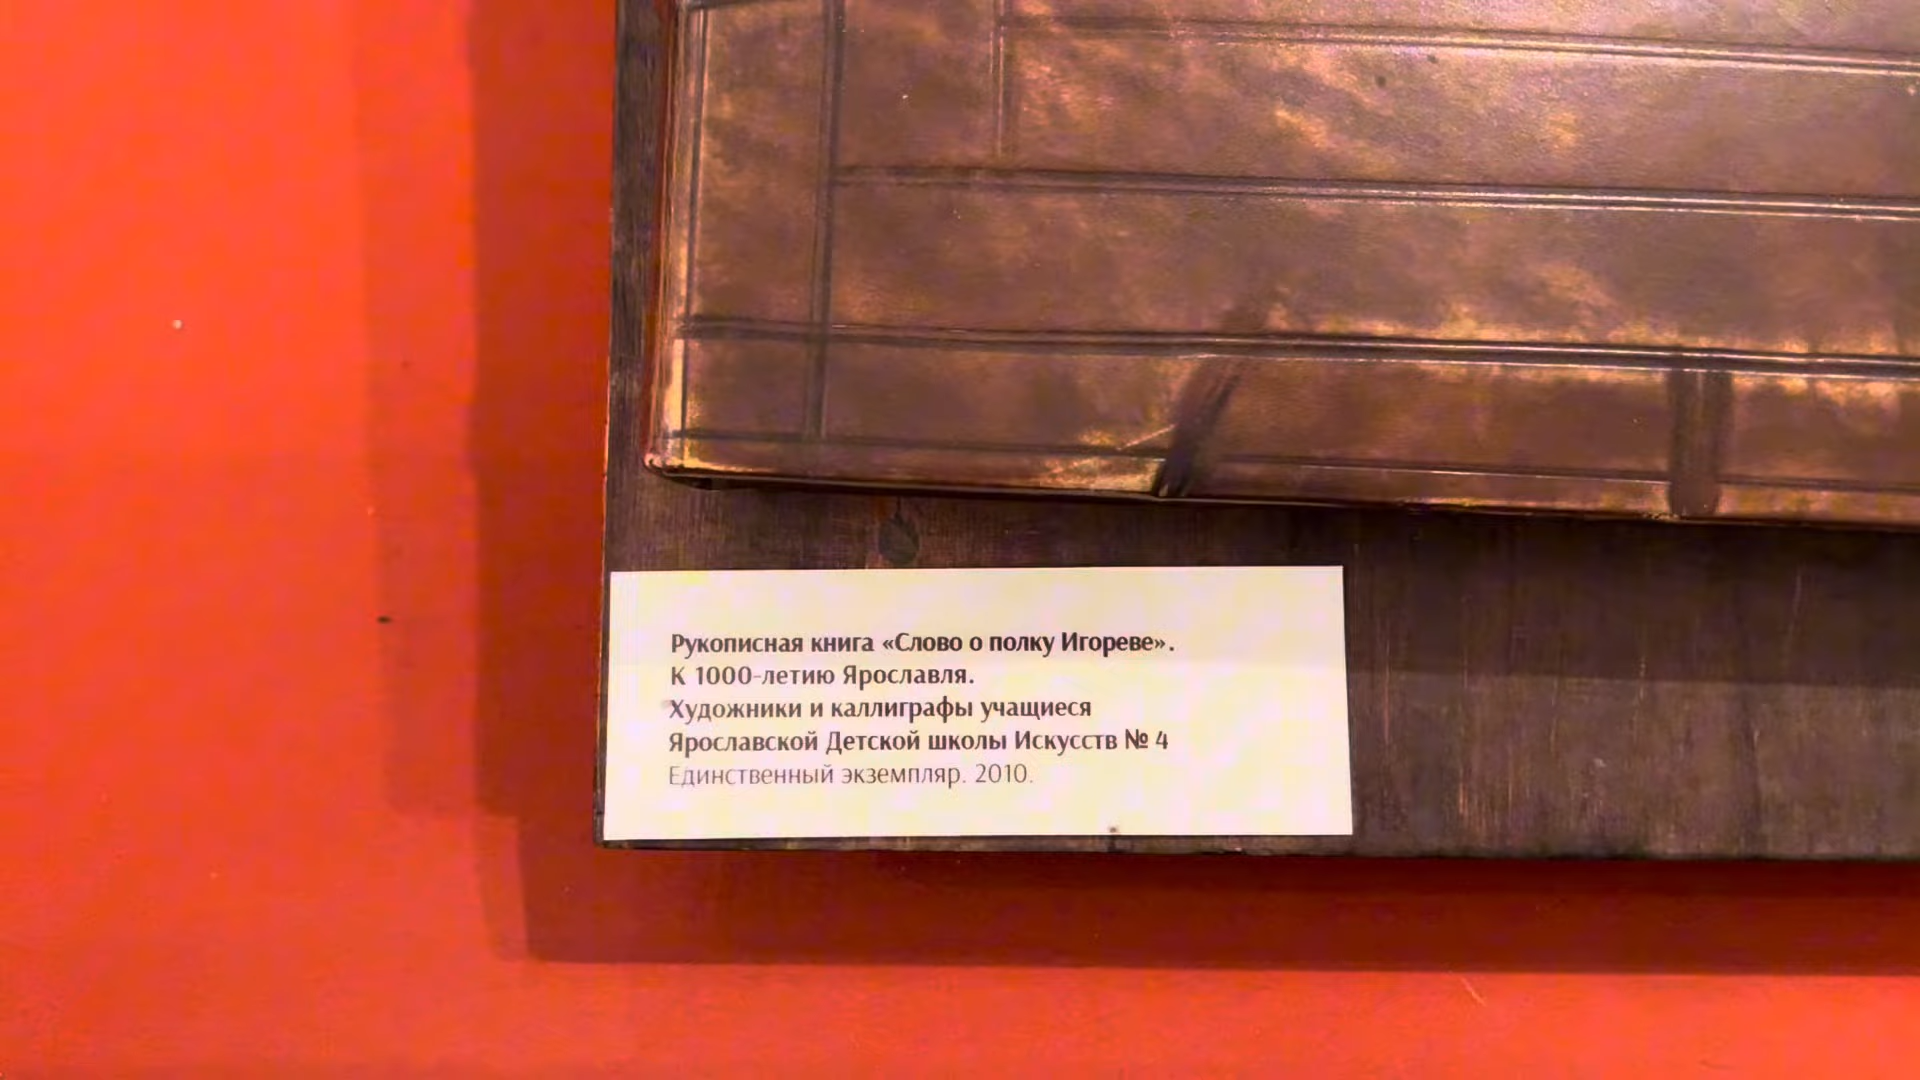 Рукописная книга «Слово о полку Игореве».
К 1000-летию Ярославля.
Художники и каллиграфы учащиеся
Ярославской Детской школы Искусств № 4
Единственный экземпляр. 2010.